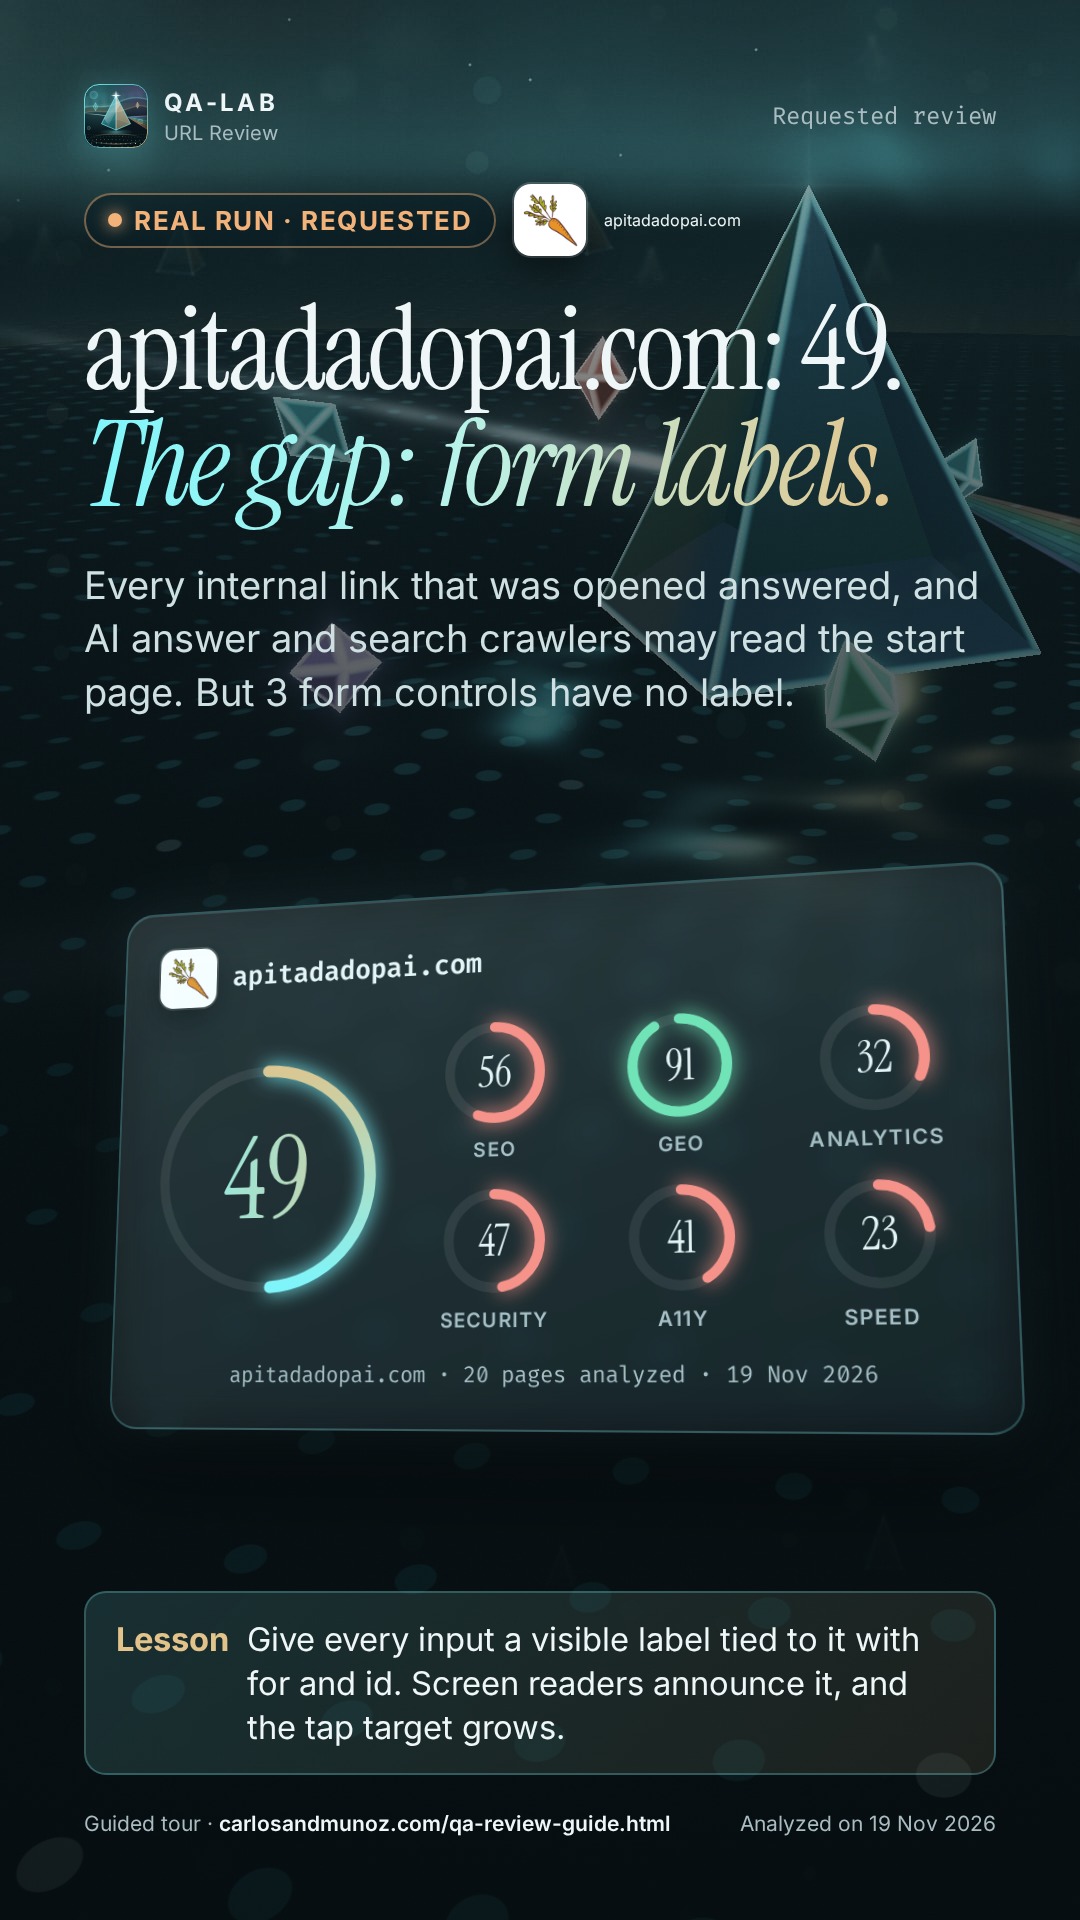 QA-LAB
URL Review
Requested review
REAL RUN · REQUESTED
apitadadopai.com
apitadadopai.com: 49.
The gap: form labels.
Every internal link that was opened answered, and
AI answer and search crawlers may read the start
page. But 3 form controls have no label.
apitadadopai.com
49
56
SEO
91
GEO
32
ANALYTICS
47
SECURITY
41
A11Y
23
SPEED
apitadadopai.com · 20 pages analyzed · 19 Nov 2026
Lesson Give every input a visible label tied to it with
for and id. Screen readers announce it, and
the tap target grows.
Guided tour · carlosandmunoz.com/qa-review-guide.html
Analyzed on 19 Nov 2026